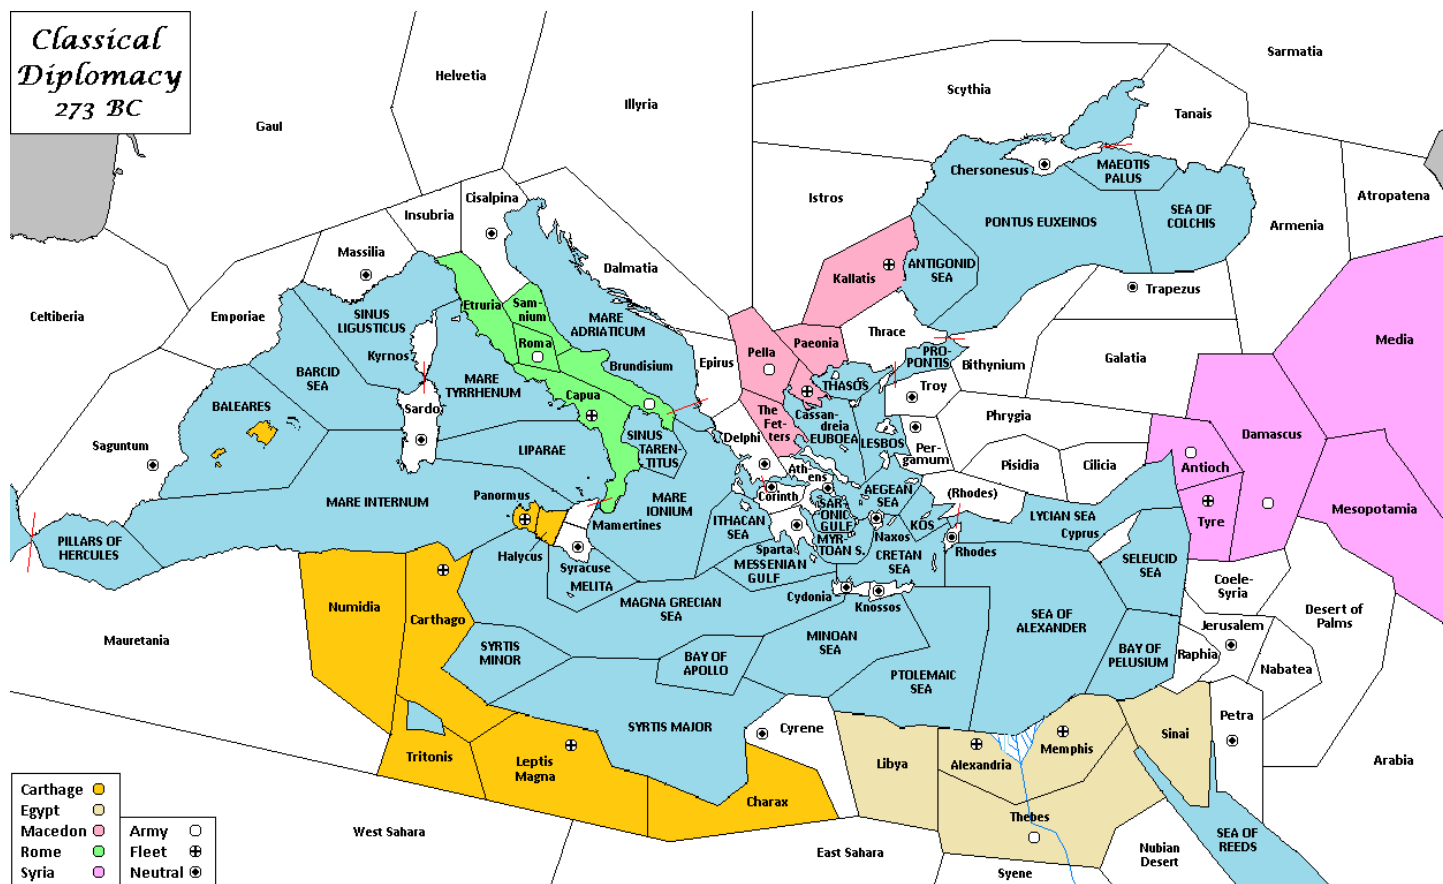 Classical
Diplomacy
273 BC
Helvetia
Gaul
Illyria
Sarmatia
Scythia
Tanais
Chersonesus
MAEOTIS
PALUS
Istros
Atropatena
Cisalpina
Insubria
PONTUS EUXEINOS
SEA OF
COLCHIS
Armenia
Massilia
Dalmatia
Kallatis
ANTIGONID
SEA
Trapezus
Celtiberia
Emporiae
SINUS
LIGUSTICUS
Etruria
Sam-
nium
MARE
ADRIATICUM
Kyrnos
Roma
Thrace
Media
BARCID
SEA
MARE
TYRRHENUM
Brundisium
Epirus
Pella
Paeonia
PRO-
PONTIS
Bithynium
Galatia
THASOS
Troy
BALEARES
Sardo
Capua
The
Fet-
ters
Cassan-
dreia
EUBOEA
LESBOS
Phrygia
Damascus
Saguntum
LIPARAE
SINUS
TAREN-
TITUS
Delphi
Per-
gamum
Pisidia
Cilicia
Antioch
Ath-
ens
MARE INTERNUM
Panormus
MARE
IONIUM
Corinth
AEGEAN
SEA
(Rhodes)
LYCIAN SEA
Tyre
Mesopotamia
PILLARS OF
HERCULES
Mamertines
ITHACAN
SEA
SAR-
ONIC
GULF
Naxos
KOS
Cyprus
Halycus
Sparta
MYR-
TOAN S.
Rhodes
Syracuse
MELITA
MESSENIAN
GULF
CRETAN
SEA
SELEUCID
SEA
Numidia
Carthago
MAGNA GRECIAN
SEA
Cydonia
Knossos
SEA OF
ALEXANDER
Coele-
Syria
Desert of
Palms
Mauretania
SYRTIS
MINOR
BAY OF
APOLLO
MINOAN
SEA
BAY OF
PELUSIUM
Jerusalem
Raphia
Nabatea
PTOLEMAIC
SEA
SYRTIS MAJOR
Cyrene
Petra
Tritonis
Leptis
Magna
Libya
Alexandria
Memphis
Sinai
Arabia
Charax
Thebes
West Sahara
East Sahara
Nubian
Desert
SEA OF
REEDS
Syene
Carthage
Egypt
Macedon
Rome
Syria
Army
Fleet
Neutral